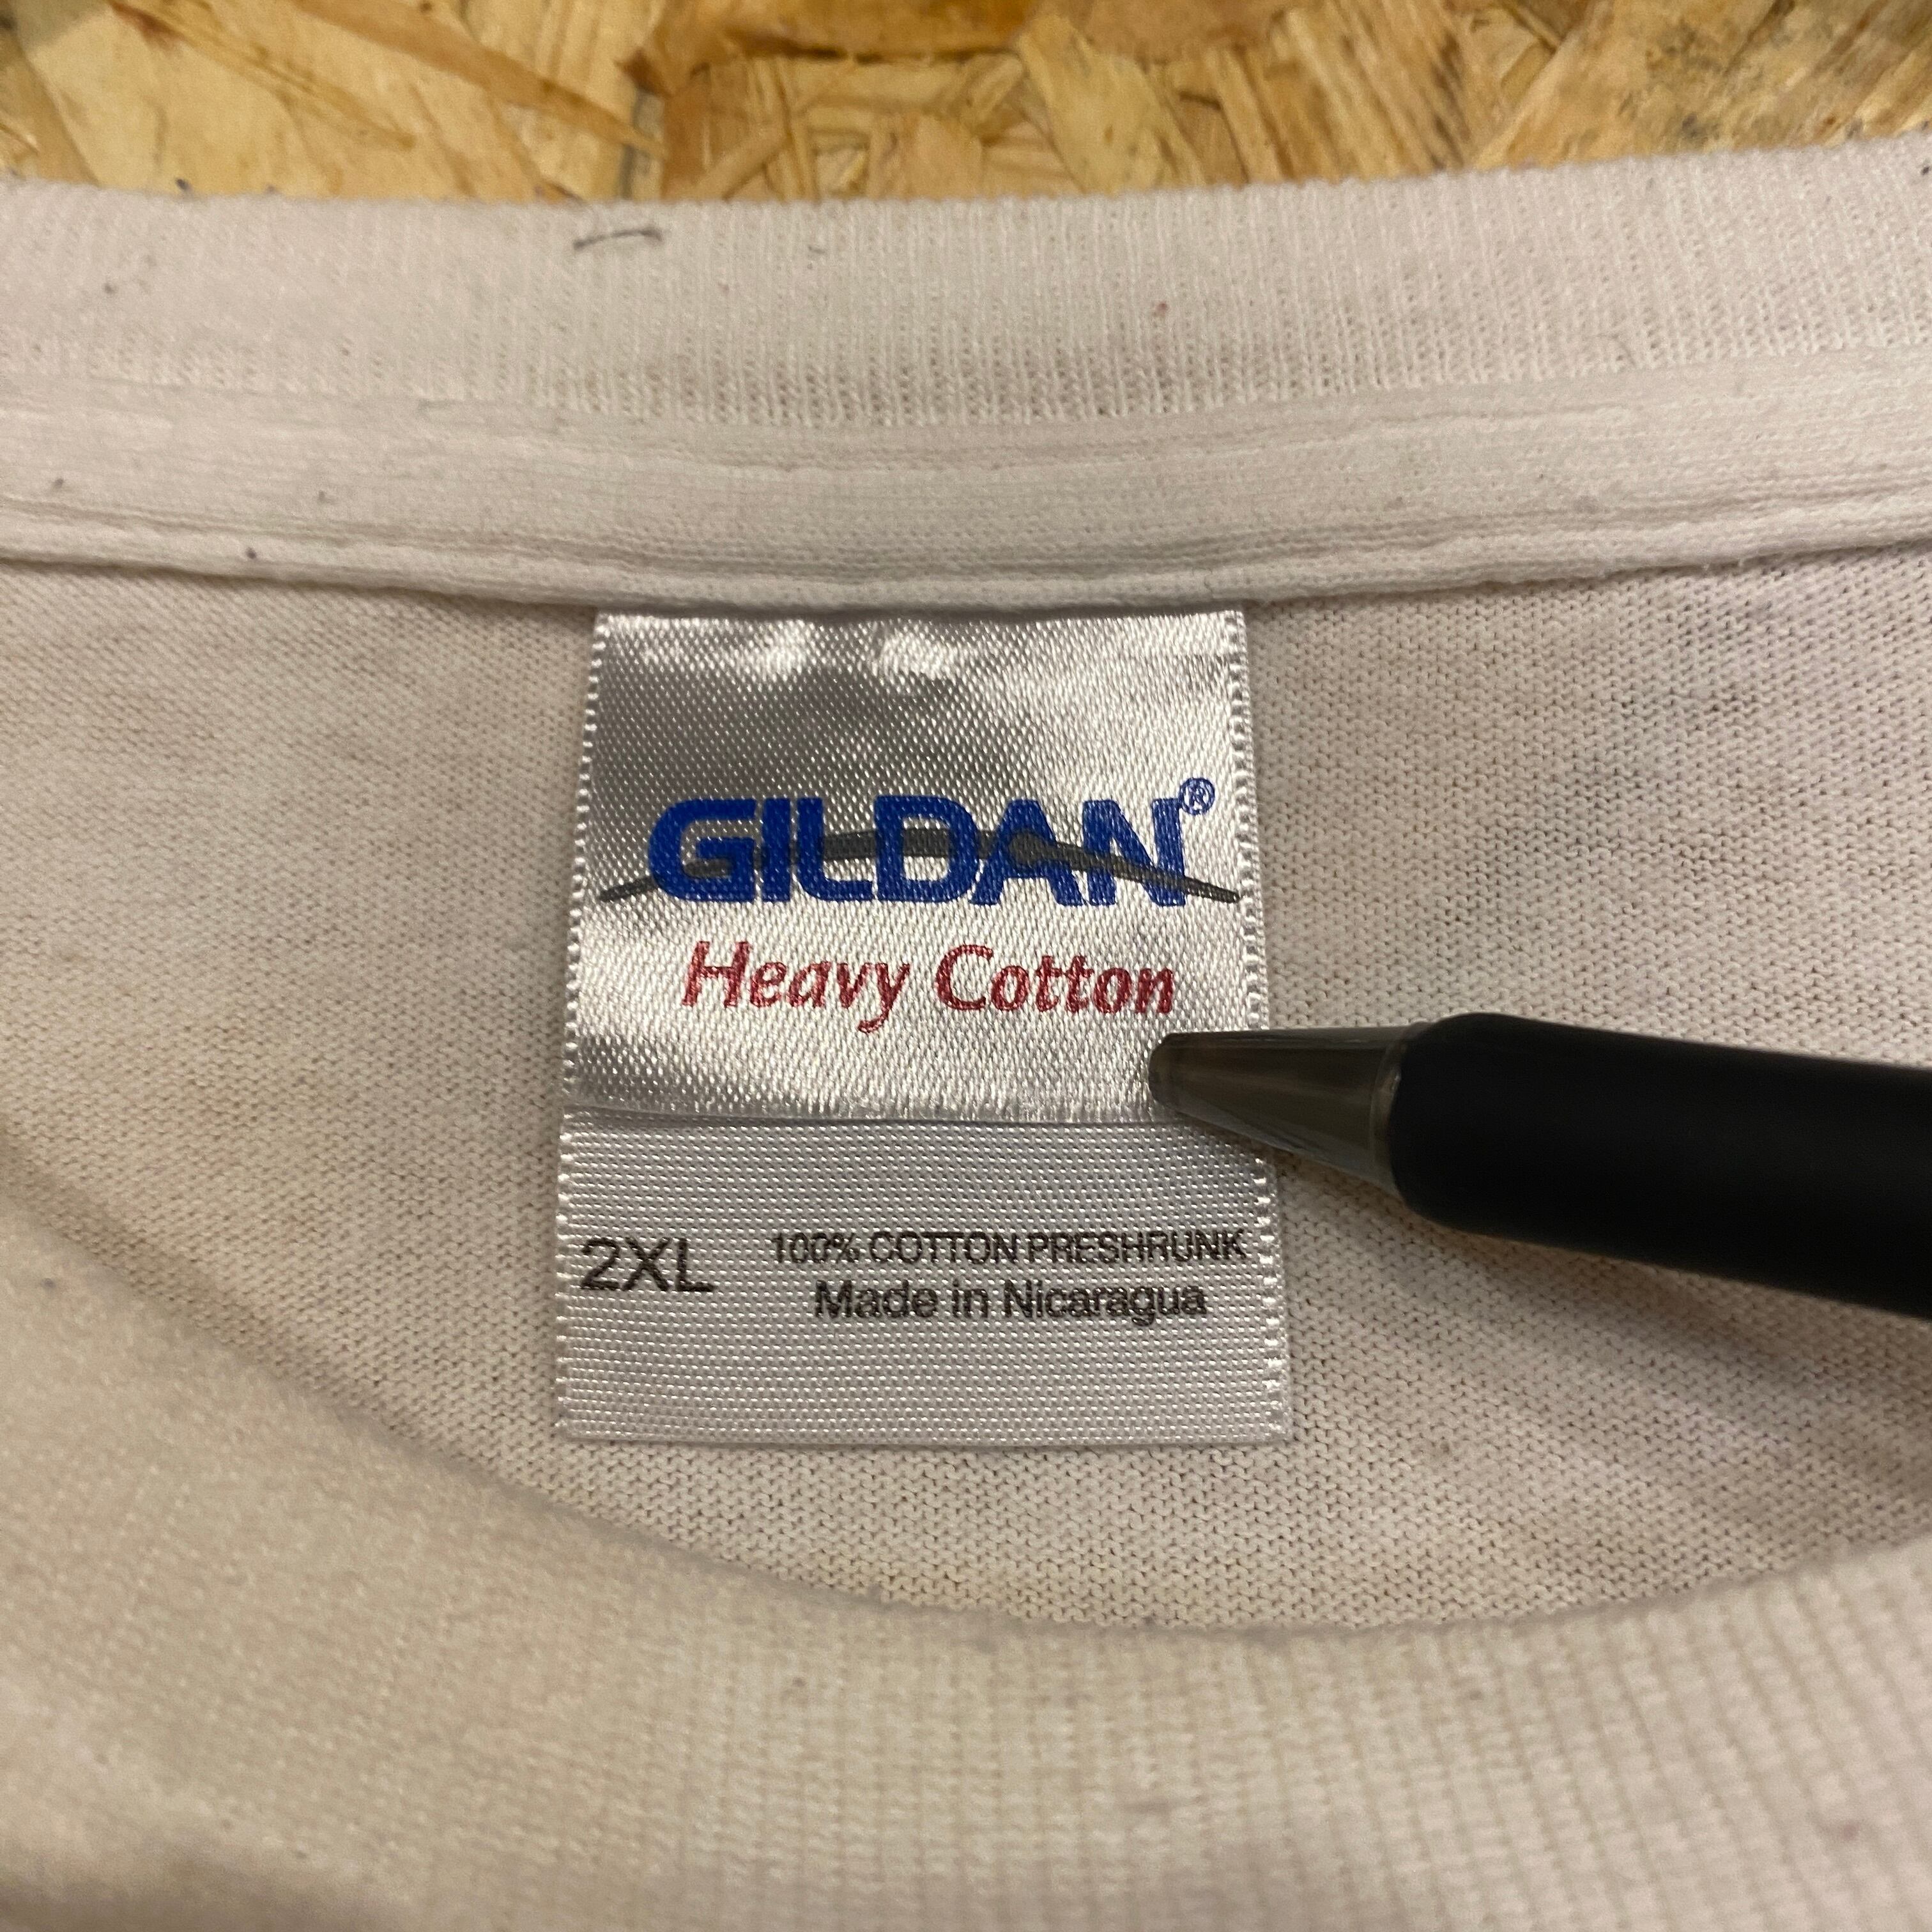 GILDAN®
Heavy Cotton
2XL
100% COTTON PRESHRUNK
Made in Nicaragua